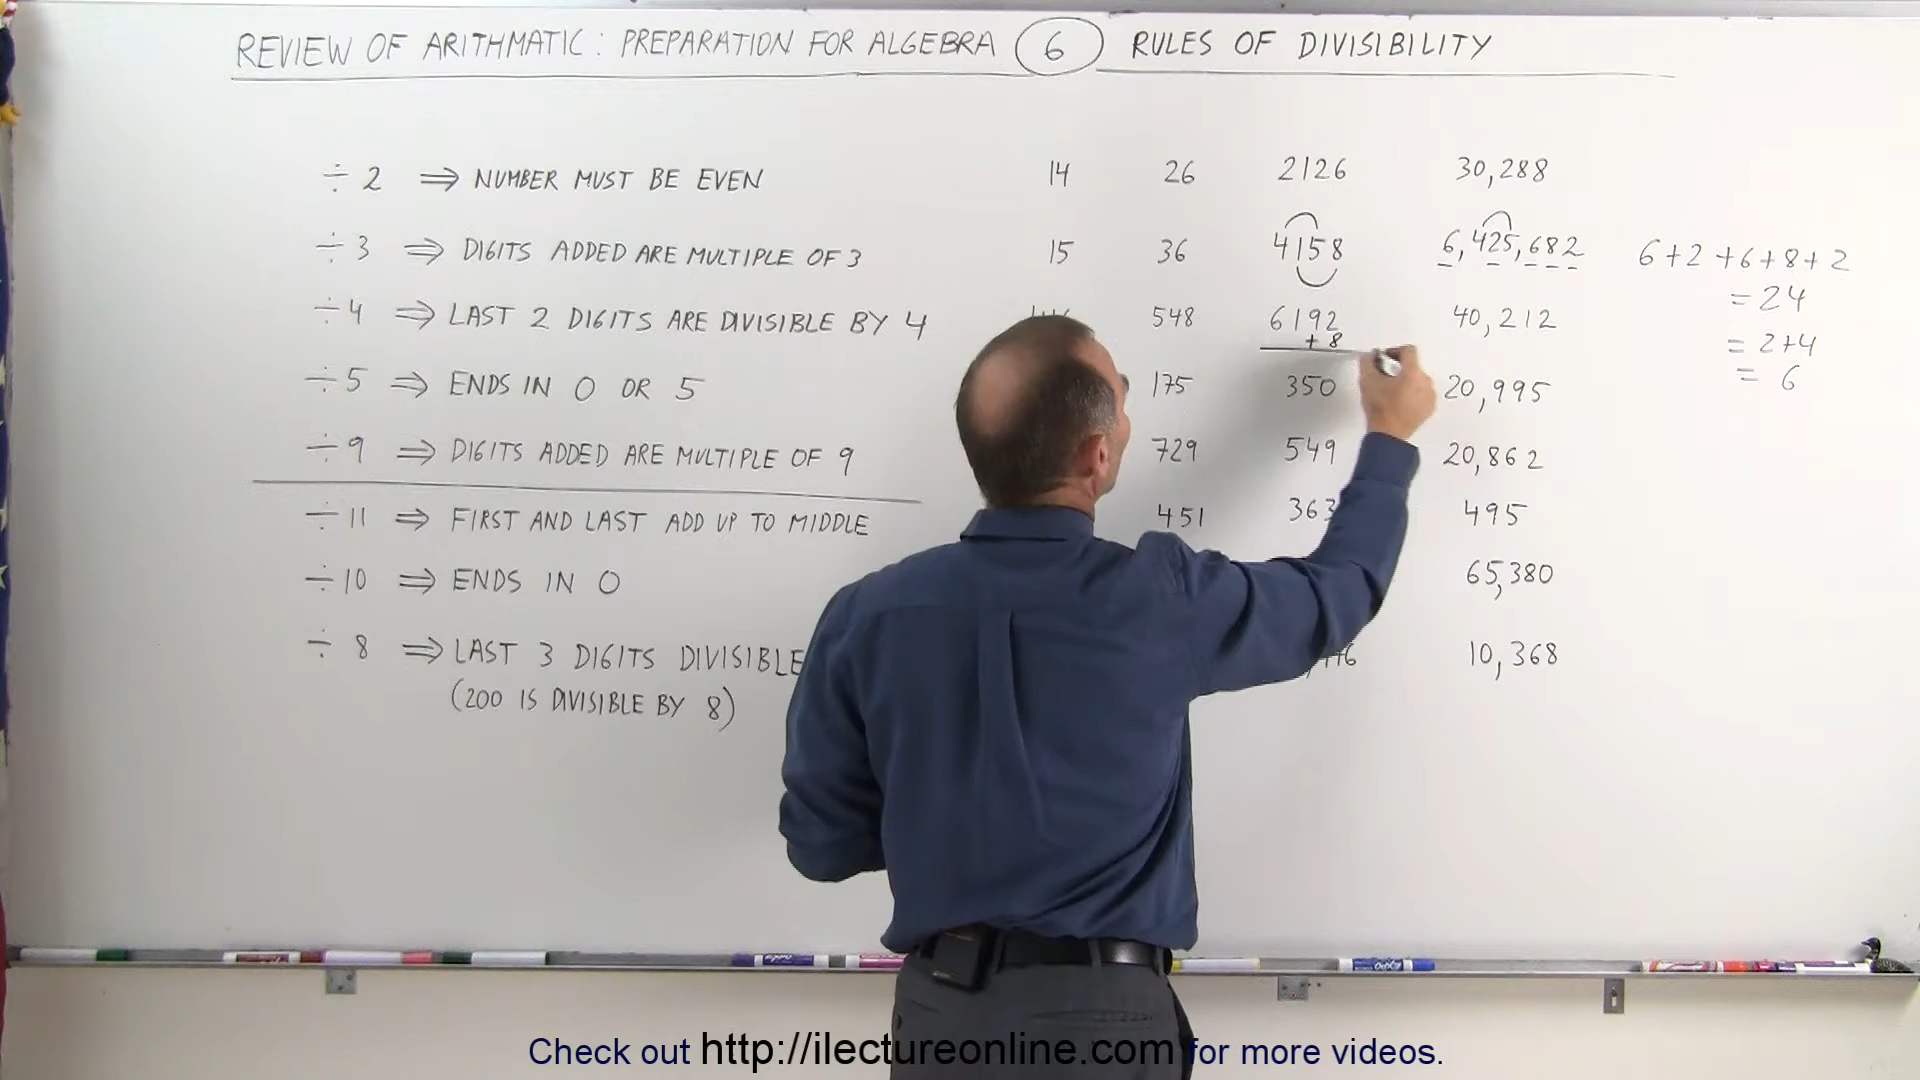 REVIEW OF ARITHMATIC: PREPARATION FOR ALGEBRA 6 RULES OF DIVISIBILITY
÷ 2 ⇒ NUMBER MUST BE EVEN 14 26 2126 30,288
÷ 3 ⇒ DIGITS ADDED ARE MULTIPLE OF 3 15 36 4158 6,425,682 6+2+6+8+2
= 24
÷ 4 ⇒ LAST 2 DIGITS ARE DIVISIBLE BY 4 548 6192 40,212
+ 8
= 2+4
= 6
÷ 5 ⇒ ENDS IN 0 OR 5 175 350 20,995
÷ 9 ⇒ DIGITS ADDED ARE MULTIPLE OF 9 729 549 20,862
÷ 11 ⇒ FIRST AND LAST ADD UP TO MIDDLE 451 363 495
÷ 10 ⇒ ENDS IN 0 65,380
÷ 8 ⇒ LAST 3 DIGITS DIVISIBLE 10,368
(200 IS DIVISIBLE BY 8)
Check out http://ilectureonline.com for more videos.